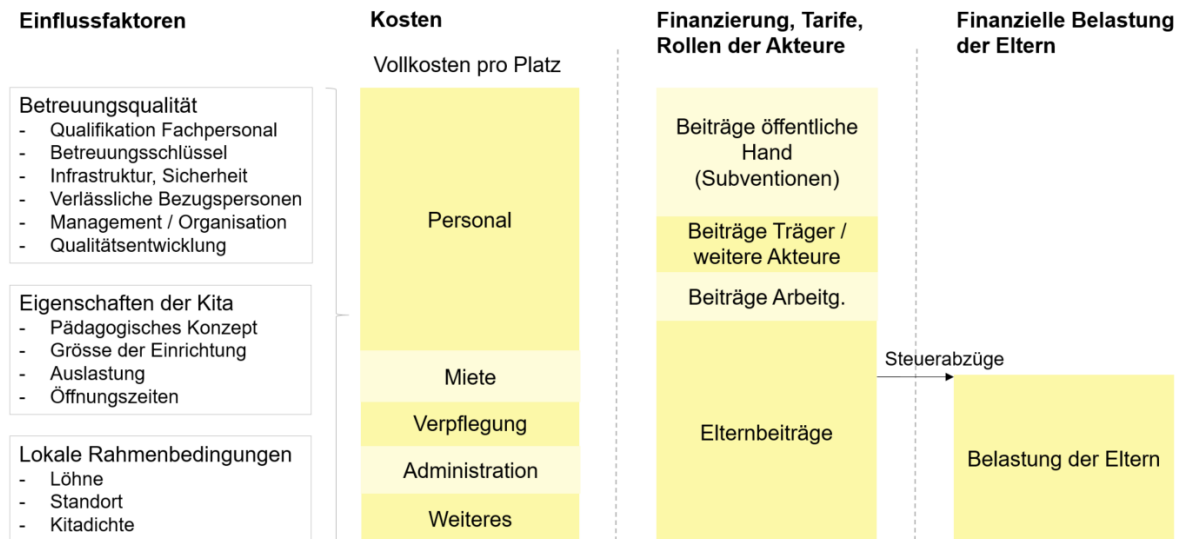 Einflussfaktoren
Betreuungsqualität
- Qualifikation Fachpersonal
- Betreuungsschlüssel
- Infrastruktur, Sicherheit
- Verlässliche Bezugspersonen
- Management / Organisation
- Qualitätsentwicklung
Eigenschaften der Kita
- Pädagogisches Konzept
- Grösse der Einrichtung
- Auslastung
- Öffnungszeiten
Lokale Rahmenbedingungen
- Löhne
- Standort
- Kitadichte
Kosten
Vollkosten pro Platz
Personal
Miete
Verpflegung
Administration
Weiteres
Finanzierung, Tarife,
Rollen der Akteure
Beiträge öffentliche
Hand
(Subventionen)
Beiträge Träger /
weitere Akteure
Beiträge Arbeitg.
Elternbeiträge
Steuerabzüge
Finanzielle Belastung
der Eltern
Belastung der Eltern